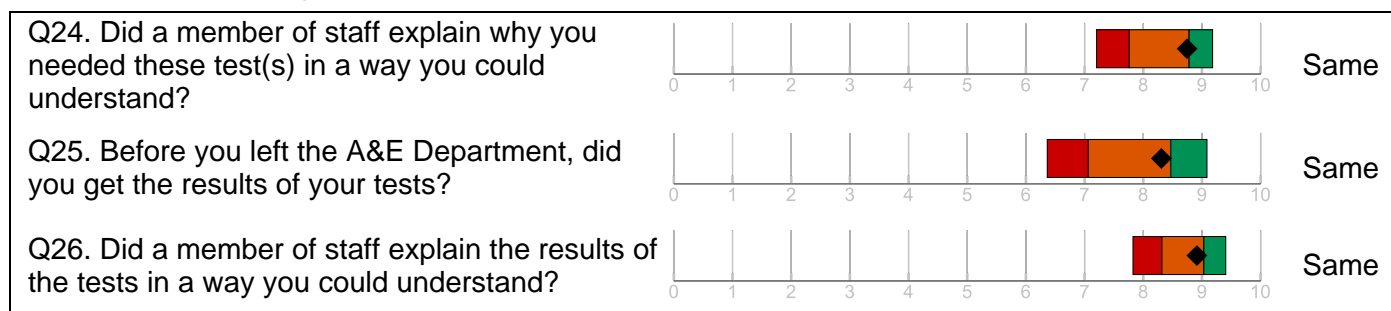 Q24. Did a member of staff explain why you
needed these test(s) in a way you could
understand?
0 1 2 3 4 5 6 7 8 9 10
Same
Q25. Before you left the A&E Department, did
you get the results of your tests?
0 1 2 3 4 5 6 7 8 9 10
Same
Q26. Did a member of staff explain the results of
the tests in a way you could understand?
0 1 2 3 4 5 6 7 8 9 10
Same